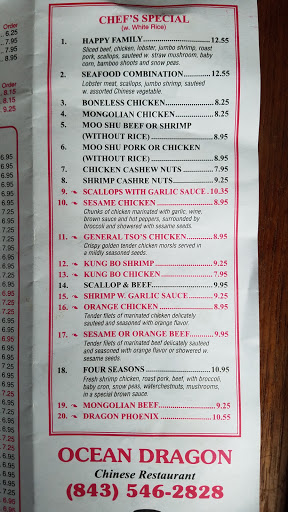 CHEF'S SPECIAL
(w. White Rice)
1. HAPPY FAMILY 12.55
Sliced beef, chicken, lobster, jumbo shrimp, roast
pork, scallops, sauteed w. straw mushroom, baby
corn, bamboo shoots and snow peas.
2. SEAFOOD COMBINATION 12.55
Lobster meat, scallops, jumbo shrimp, sauteed
w. assorted Chinese vegetable.
3. BONELESS CHICKEN 8.25
4. MONGOLIAN CHICKEN 8.25
5. MOO SHU BEEF OR SHRIMP
(WITHOUT RICE) 8.95
6. MOO SHU PORK OR CHICKEN
(WITHOUT RICE) 8.95
7. CHICKEN CASHEW NUTS 7.95
8. SHRIMP CASHRE NUTS 9.25
9. SCALLOPS WITH GARLIC SAUCE 10.35
10. SESAME CHICKEN 8.95
Chunks of chicken marinated with garlic, wine,
brown sauce and hot peppers, surrounded by
broccoli and showered with sesame seeds.
11. GENERAL TSO'S CHICKEN 8.95
Crispy golden tender chicken morsls served in
a mildly seasoned seeds.
12. KUNG BO SHRIMP 9.25
13. KUNG BO CHICKEN 7.95
14. SCALLOP & BEEF 9.95
15. SHRIMP W. GARLIC SAUCE 9.25
16. ORANGE CHICKEN 8.95
Tender filets of marinated chicken delicately
sauteed and seasoned with orange flavor.
17. SESAME OR ORANGE BEEF 9.95
Tender filets of marinated beef delicately sauteed
and seasoned with orange flavor or showered w.
sesame seeds.
18. FOUR SEASONS 10.95
Fresh shrimp chicken, roast pork, beef, with broccoli,
baby cron, snow peas, waterchestnuts, mushrooms,
in a special brown sauce.
19. MONGOLIAN BEEF 9.25
20. DRAGON PHOENIX 10.55
OCEAN DRAGON
Chinese Restaurant
(843) 546-2828